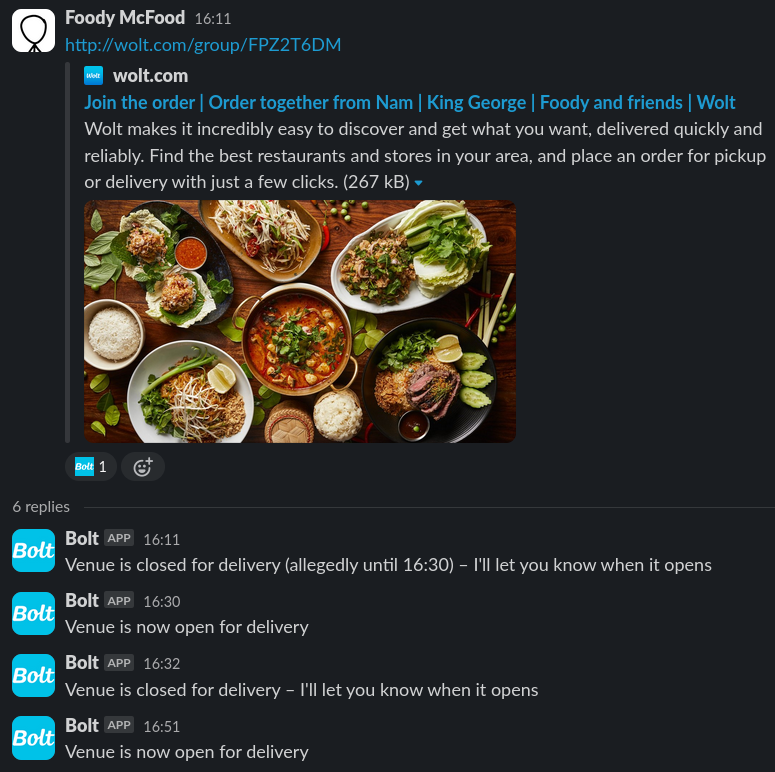 Foody McFood 16:11
http://wolt.com/group/FPZ2T6DM
Wolt wolt.com
Join the order | Order together from Nam | King George | Foody and friends | Wolt
Wolt makes it incredibly easy to discover and get what you want, delivered quickly and
reliably. Find the best restaurants and stores in your area, and place an order for pickup
or delivery with just a few clicks. (267 kB)
Bolt 1
6 replies
Bolt Bolt APP 16:11
Venue is closed for delivery (allegedly until 16:30) – I'll let you know when it opens
Bolt Bolt APP 16:30
Venue is now open for delivery
Bolt Bolt APP 16:32
Venue is closed for delivery – I'll let you know when it opens
Bolt Bolt APP 16:51
Venue is now open for delivery